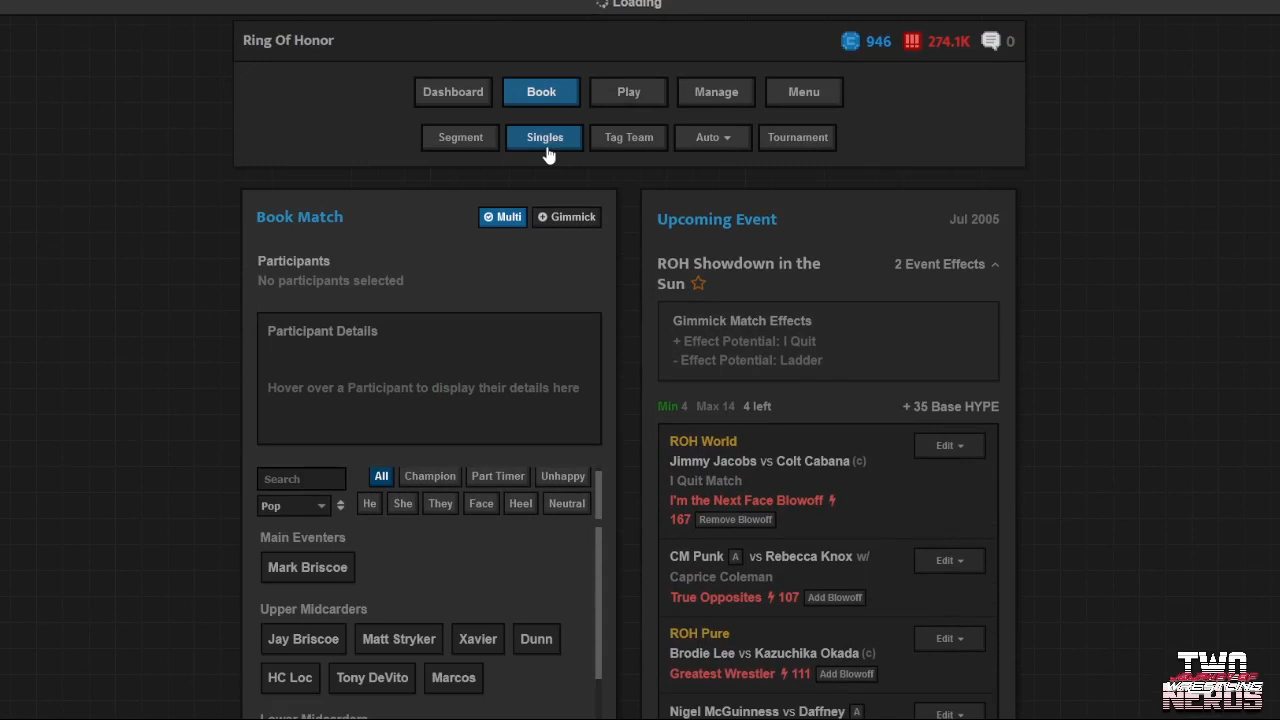 Loading
Ring Of Honor
946 274.1K 0
Dashboard Book Play Manage Menu
Segment Singles Tag Team Auto Tournament
Book Match Multi Gimmick
Participants
No participants selected
Participant Details
Hover over a Participant to display their details here
Search All Champion Part Timer Unhappy
Pop He She They Face Heel Neutral
Main Eventers
Mark Briscoe
Upper Midcarders
Jay Briscoe Matt Stryker Xavier Dunn
HC Loc Tony DeVito Marcos
Lower Midcarders
Upcoming Event Jul 2005
ROH Showdown in the
Sun
2 Event Effects
Gimmick Match Effects
+ Effect Potential: I Quit
- Effect Potential: Ladder
Min 4 Max 14 4 left + 35 Base HYPE
ROH World Edit
Jimmy Jacobs vs Colt Cabana (c)
I Quit Match
I'm the Next Face Blowoff
167 Remove Blowoff
CM Punk A vs Rebecca Knox w/ Edit
Caprice Coleman
True Opposites 107 Add Blowoff
ROH Pure Edit
Brodie Lee vs Kazuchika Okada (c)
Greatest Wrestler 111 Add Blowoff
Nigel McGuinness vs Daffney A Edit
TWO
WRESTLING
NERDS